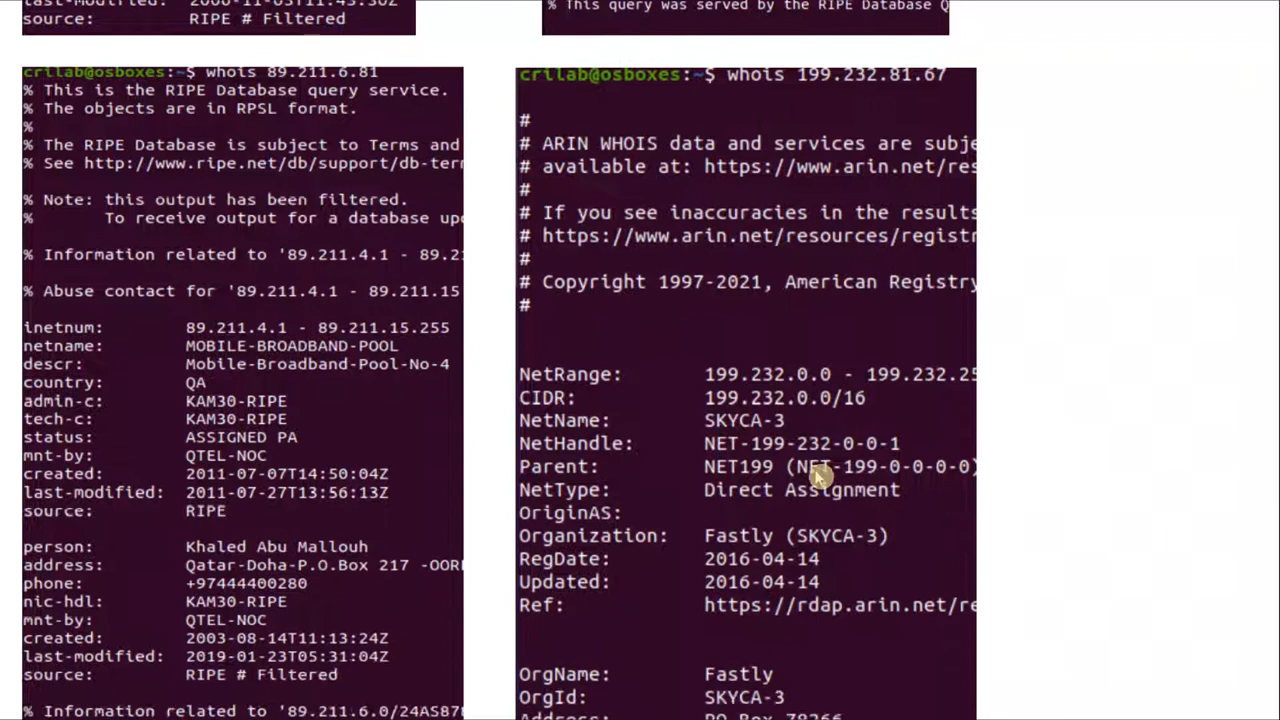 source:         RIPE # Filtered
% This query was served by the RIPE Database Q
crilab@osboxes:~$ whois 89.211.6.81
% This is the RIPE Database query service.
% The objects are in RPSL format.
%
% The RIPE Database is subject to Terms and
% See http://www.ripe.net/db/support/db-ter
% Note: this output has been filtered.
%       To receive output for a database up
% Information related to '89.211.4.1 - 89.21
% Abuse contact for '89.211.4.1 - 89.211.15
inetnum:        89.211.4.1 - 89.211.15.255
netname:        MOBILE-BROADBAND-POOL
descr:          Mobile-Broadband-Pool-No-4
country:        QA
admin-c:        KAM30-RIPE
tech-c:         KAM30-RIPE
status:         ASSIGNED PA
mnt-by:         QTEL-NOC
created:        2011-07-07T14:50:04Z
last-modified:  2011-07-27T13:56:13Z
source:         RIPE
person:         Khaled Abu Mallouh
address:        Qatar-Doha-P.O.Box 217 -OOR
phone:          +97444400280
nic-hdl:        KAM30-RIPE
mnt-by:         QTEL-NOC
created:        2003-08-14T11:13:24Z
last-modified:  2019-01-23T05:31:04Z
source:         RIPE # Filtered
% Information related to '89.211.6.0/24AS87
crilab@osboxes:~$ whois 199.232.81.67
#
# ARIN WHOIS data and services are subje
# available at: https://www.arin.net/res
#
# If you see inaccuracies in the results
# https://www.arin.net/resources/registr
#
# Copyright 1997-2021, American Registry
#
NetRange:       199.232.0.0 - 199.232.25
CIDR:           199.232.0.0/16
NetName:        SKYCA-3
NetHandle:      NET-199-232-0-0-1
Parent:         NET199 (NET-199-0-0-0-0)
NetType:        Direct Assignment
OriginAS:
Organization:   Fastly (SKYCA-3)
RegDate:        2016-04-14
Updated:        2016-04-14
Ref:            https://rdap.arin.net/re
OrgName:        Fastly
OrgId:          SKYCA-3